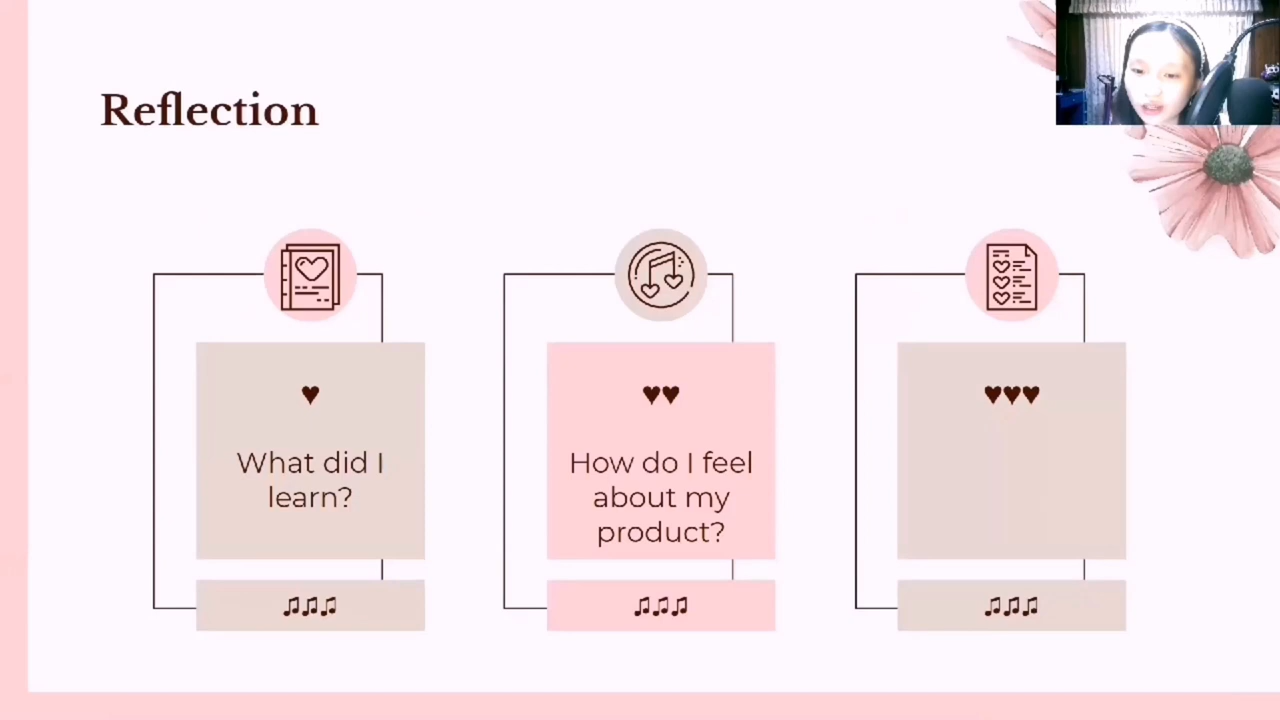 Reflection
♥
What did I
learn?
♫♫♫
♥♥
How do I feel
about my
product?
♫♫♫
♥♥♥
♫♫♫